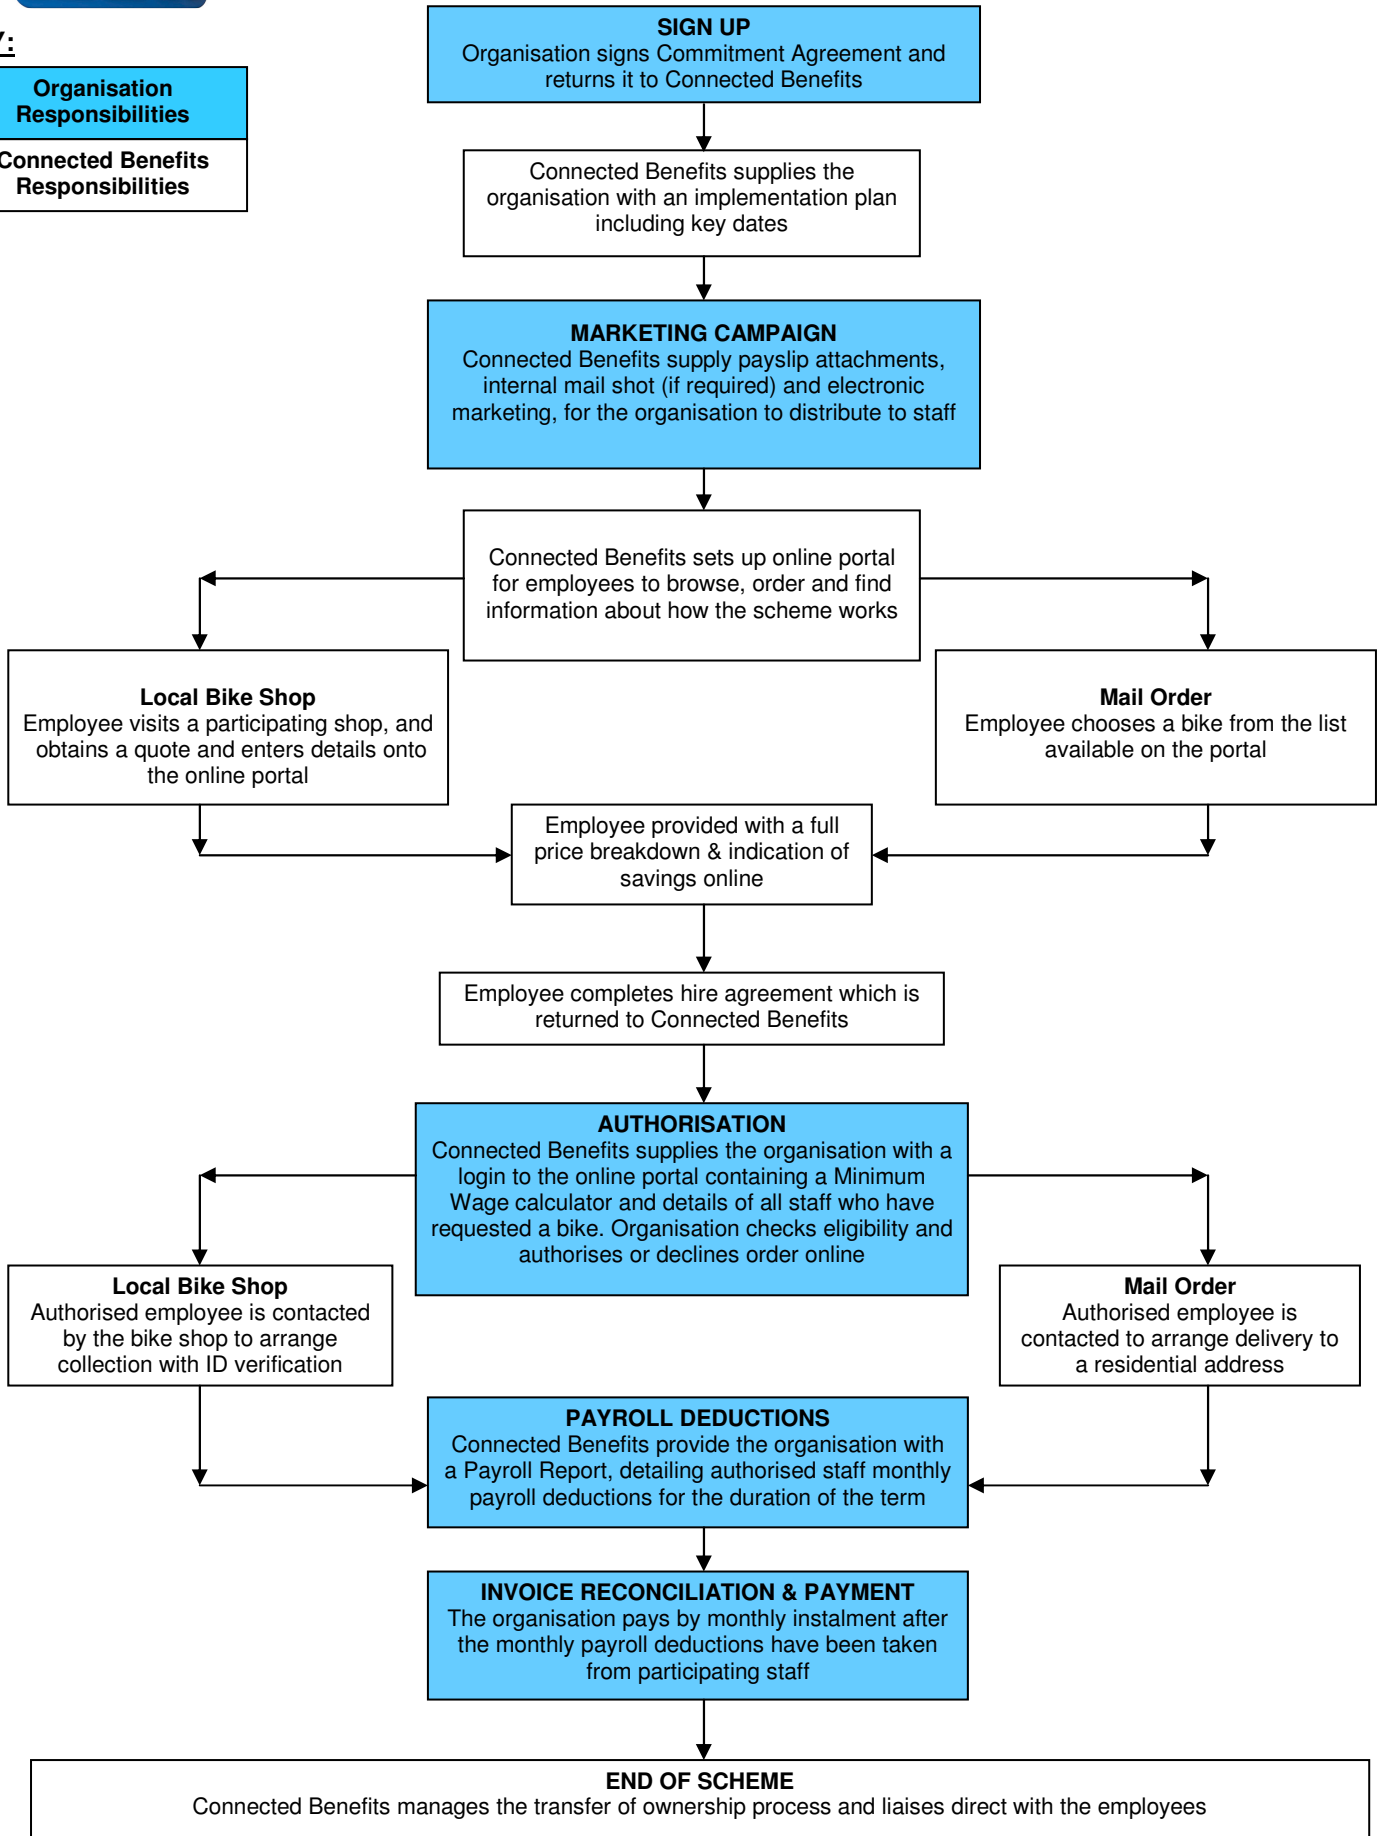 SIGN UP
Organisation signs Commitment Agreement and
returns it to Connected Benefits
Y:
Organisation
Responsibilities
Connected Benefits
Responsibilities
Connected Benefits supplies the
organisation with an implementation plan
including key dates
MARKETING CAMPAIGN
Connected Benefits supply payslip attachments,
internal mail shot (if required) and electronic
marketing, for the organisation to distribute to staff
Connected Benefits sets up online portal
for employees to browse, order and find
information about how the scheme works
Local Bike Shop
Employee visits a participating shop, and
obtains a quote and enters details onto
the online portal
Mail Order
Employee chooses a bike from the list
available on the portal
Employee provided with a full
price breakdown & indication of
savings online
Employee completes hire agreement which is
returned to Connected Benefits
AUTHORISATION
Connected Benefits supplies the organisation with a
login to the online portal containing a Minimum
Wage calculator and details of all staff who have
requested a bike. Organisation checks eligibility and
authorises or declines order online
Local Bike Shop
Authorised employee is contacted
by the bike shop to arrange
collection with ID verification
Mail Order
Authorised employee is
contacted to arrange delivery to
a residential address
PAYROLL DEDUCTIONS
Connected Benefits provide the organisation with
a Payroll Report, detailing authorised staff monthly
payroll deductions for the duration of the term
INVOICE RECONCILIATION & PAYMENT
The organisation pays by monthly instalment after
the monthly payroll deductions have been taken
from participating staff
END OF SCHEME
Connected Benefits manages the transfer of ownership process and liaises direct with the employees